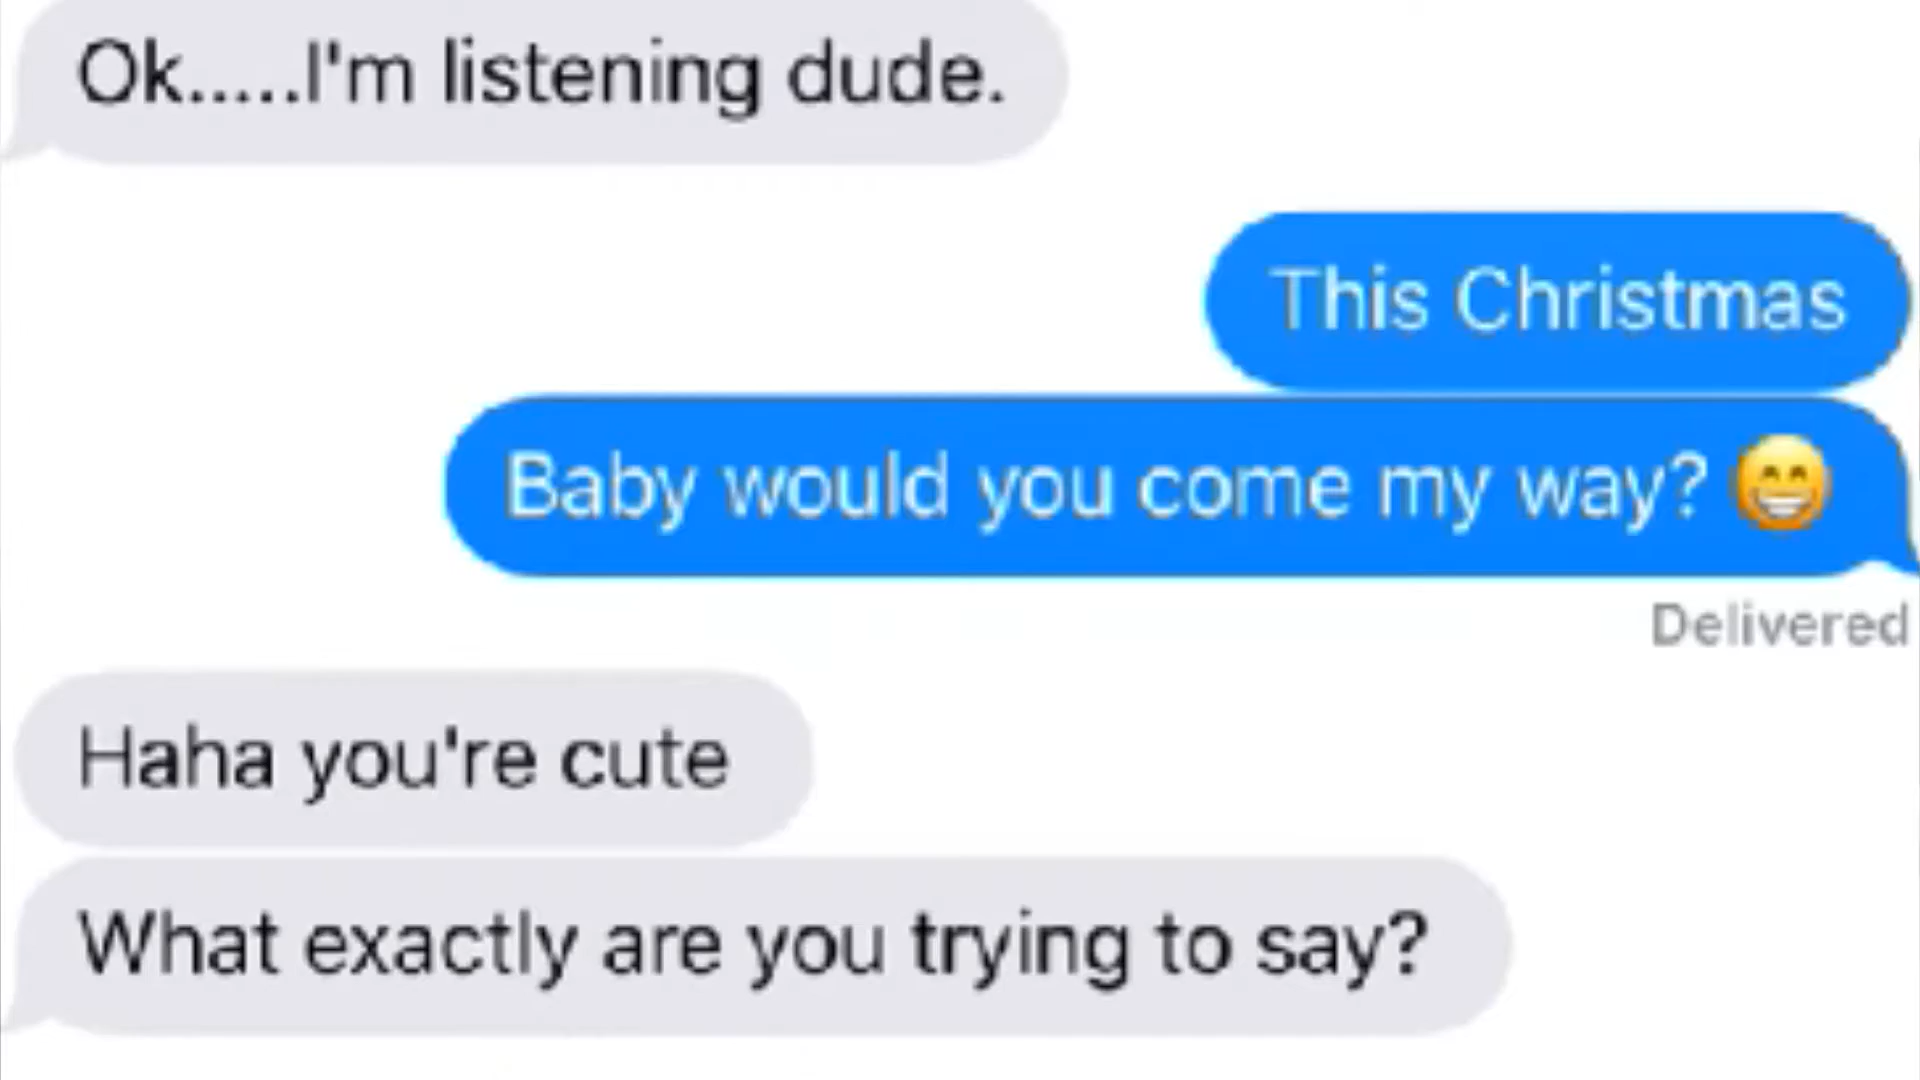 Ok.....I'm listening dude.
This Christmas
Baby would you come my way? 😁
Delivered
Haha you're cute
What exactly are you trying to say?